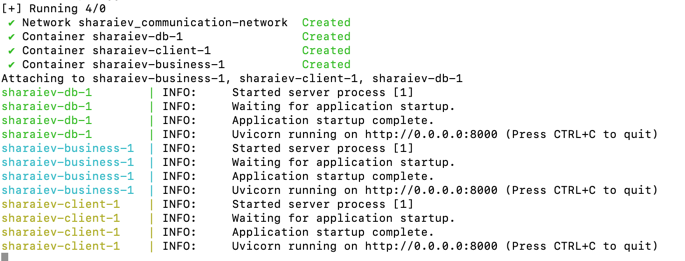 [+] Running 4/0
✔ Network sharaiev_communication-network Created
✔ Container sharaiev-db-1 Created
✔ Container sharaiev-client-1 Created
✔ Container sharaiev-business-1 Created
Attaching to sharaiev-business-1, sharaiev-client-1, sharaiev-db-1
sharaiev-db-1 | INFO: Started server process [1]
sharaiev-db-1 | INFO: Waiting for application startup.
sharaiev-db-1 | INFO: Application startup complete.
sharaiev-db-1 | INFO: Uvicorn running on http://0.0.0.0:8000 (Press CTRL+C to quit)
sharaiev-business-1 | INFO: Started server process [1]
sharaiev-business-1 | INFO: Waiting for application startup.
sharaiev-business-1 | INFO: Application startup complete.
sharaiev-business-1 | INFO: Uvicorn running on http://0.0.0.0:8000 (Press CTRL+C to quit)
sharaiev-client-1 | INFO: Started server process [1]
sharaiev-client-1 | INFO: Waiting for application startup.
sharaiev-client-1 | INFO: Application startup complete.
sharaiev-client-1 | INFO: Uvicorn running on http://0.0.0.0:8000 (Press CTRL+C to quit)